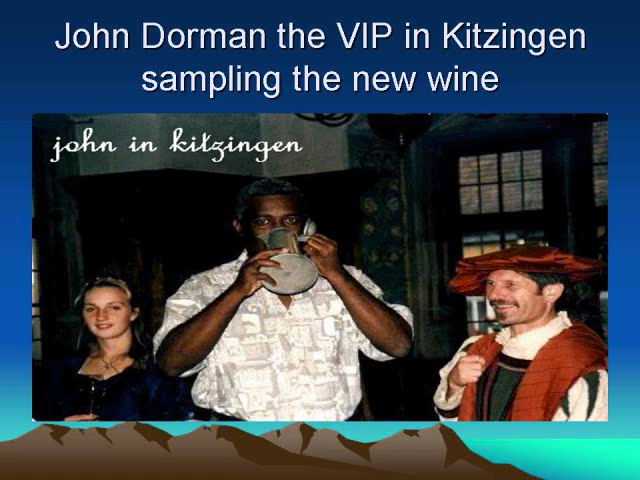 John Dorman the VIP in Kitzingen
sampling the new wine
john in kitzingen